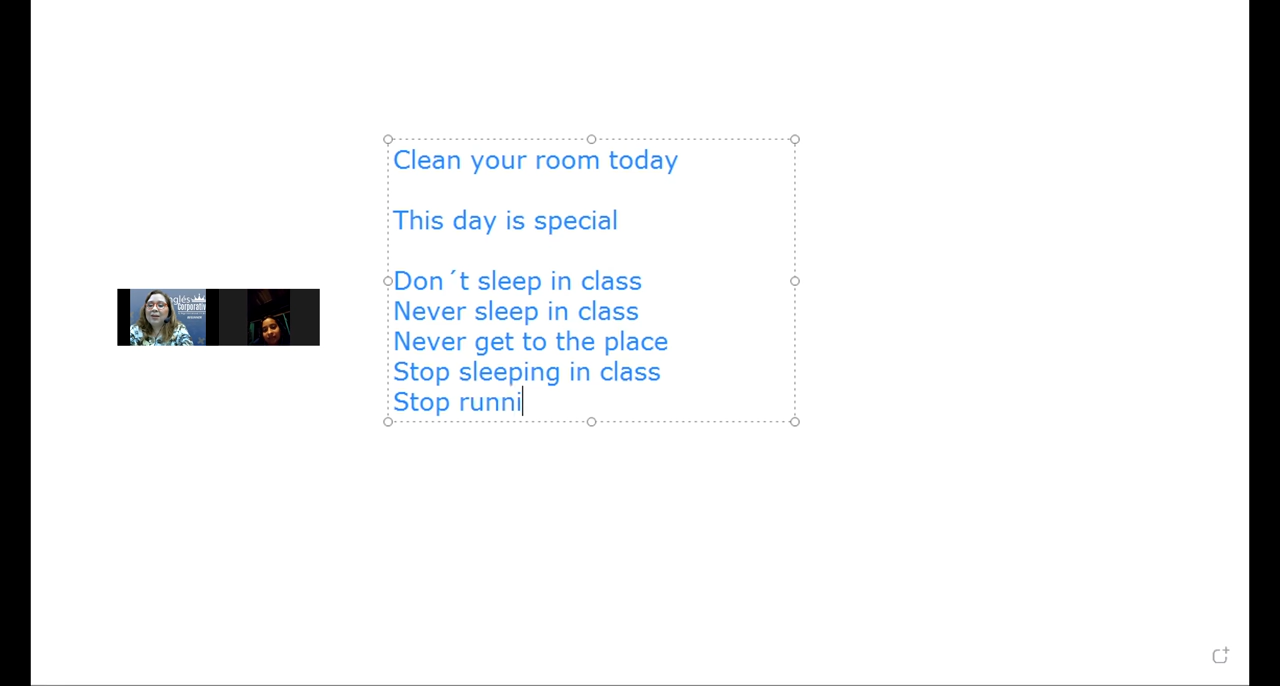 Clean your room today
This day is special
Don´t sleep in class
Never sleep in class
Never get to the place
Stop sleeping in class
Stop runni